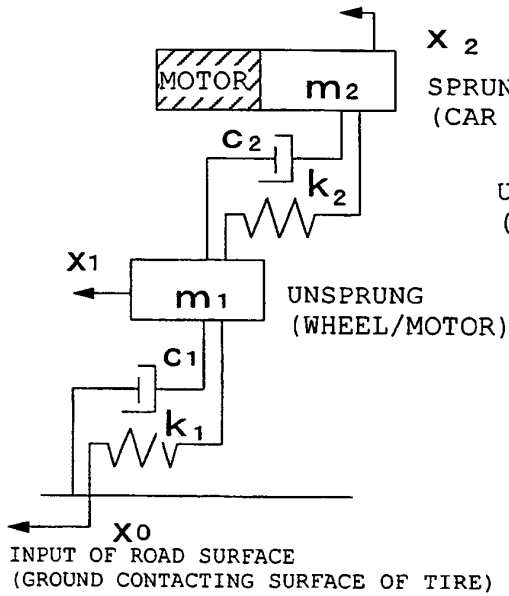 x 2
MOTOR
m2
SPRUN
(CAR
c2
k2
U
(
x1
m1
UNSPRUNG
(WHEEL/MOTOR)
c1
k1
x0
INPUT OF ROAD SURFACE
(GROUND CONTACTING SURFACE OF TIRE)